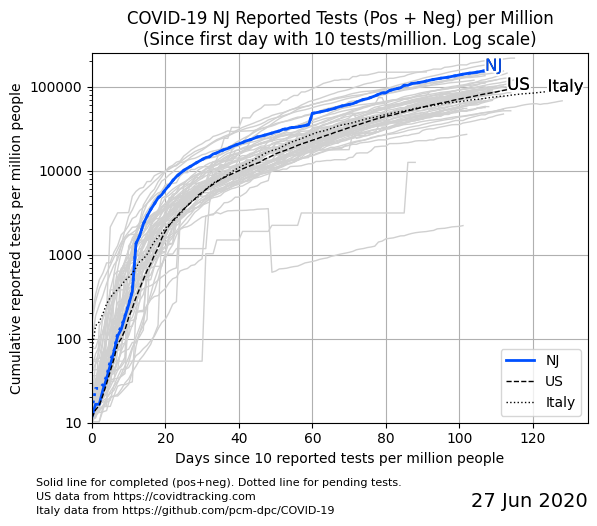 COVID-19 NJ Reported Tests (Pos + Neg) per Million
(Since first day with 10 tests/million. Log scale)
Cumulative reported tests per million people
100000
10000
1000
100
10
NJ
US
Italy
NJ
US
Italy
0
20
40
60
80
100
120
Days since 10 reported tests per million people
Solid line for completed (pos+neg). Dotted line for pending tests.
US data from https://covidtracking.com
Italy data from https://github.com/pcm-dpc/COVID-19
27 Jun 2020